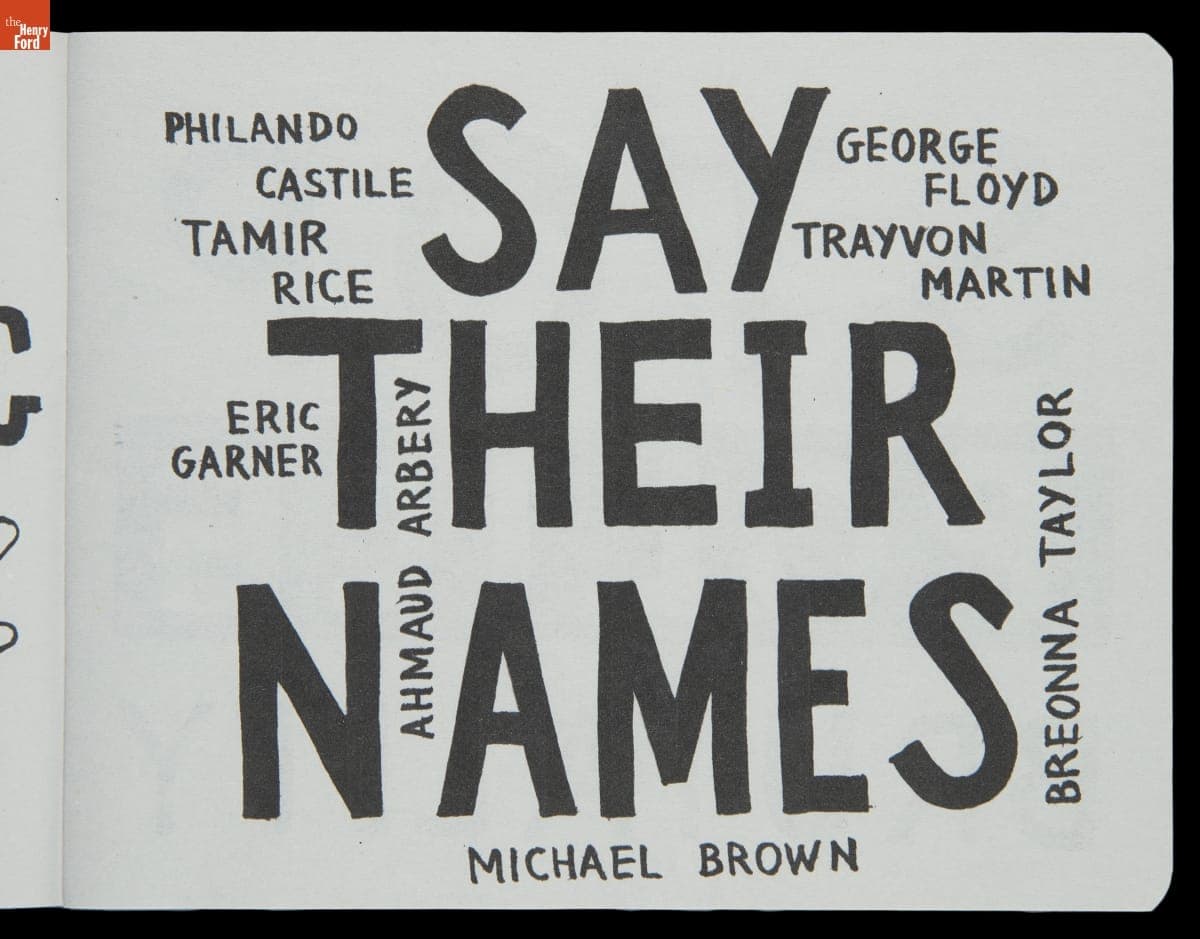 the
Henry
Ford
PHILANDO
CASTILE
TAMIR
RICE
SAY
GEORGE
FLOYD
TRAYVON
MARTIN
THEIR
ERIC
GARNER
AHMAUD ARBERY
BREONNA TAYLOR
NAMES
MICHAEL BROWN